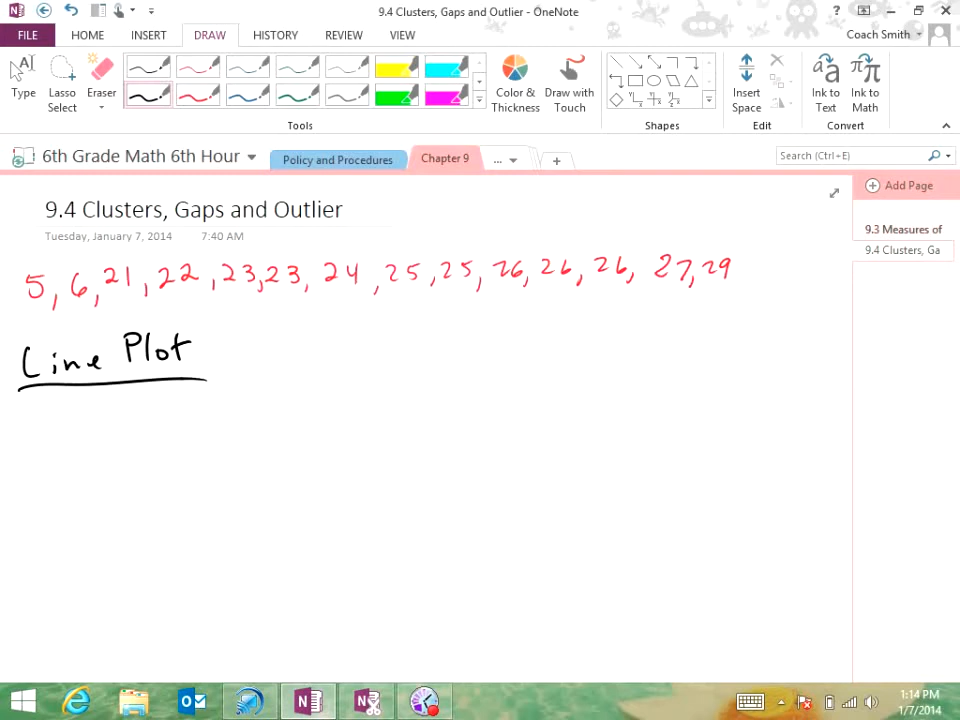 9.4 Clusters, Gaps and Outlier - OneNote
FILE HOME INSERT DRAW HISTORY REVIEW VIEW
Coach Smith
Type Lasso Select Eraser Color & Thickness Draw with Touch Insert Space Ink to Text Ink to Math
Tools Shapes Edit Convert
6th Grade Math 6th Hour Policy and Procedures Chapter 9 ... Search (Ctrl+E)
Add Page
9.4 Clusters, Gaps and Outlier
9.3 Measures of
Tuesday, January 7, 2014 7:40 AM
9.4 Clusters, Ga
5, 6, 21, 22, 23, 23, 24, 25, 25, 26, 26, 26, 27, 29
Line Plot
1:14 PM
1/7/2014